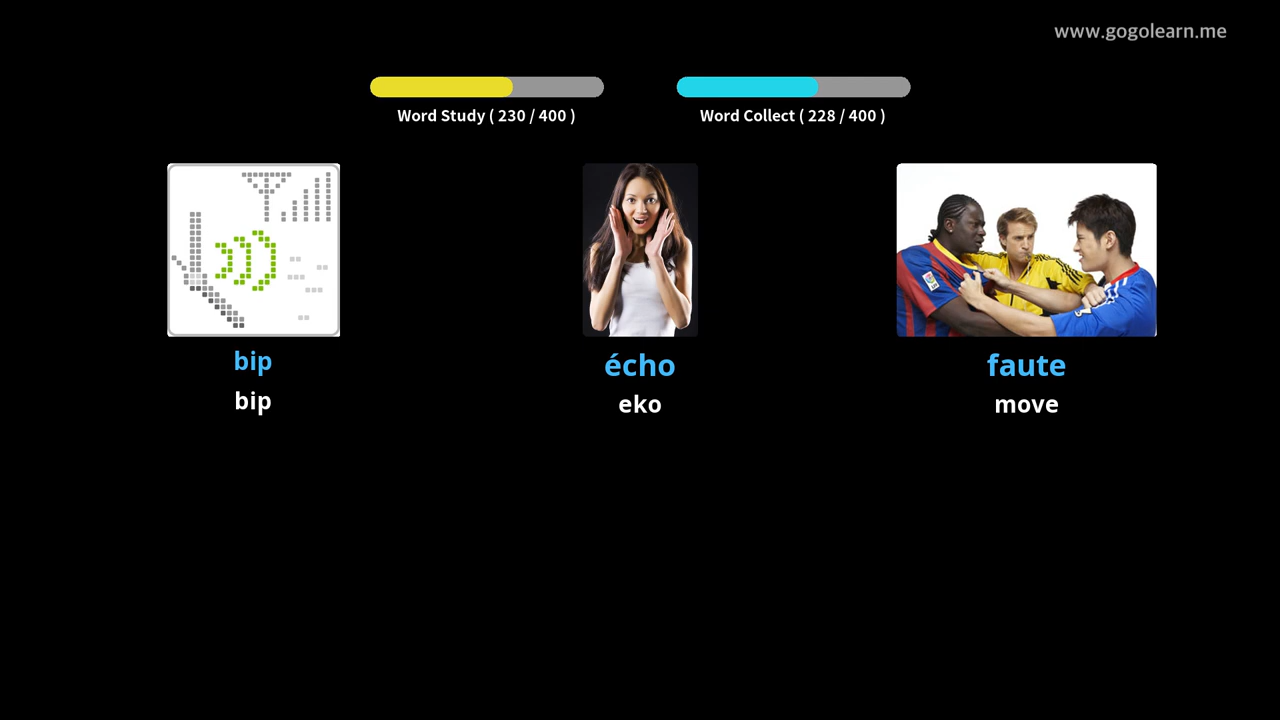 www.gogolearn.me
Word Study ( 230 / 400 )
Word Collect ( 228 / 400 )
bip
bip
écho
eko
faute
move